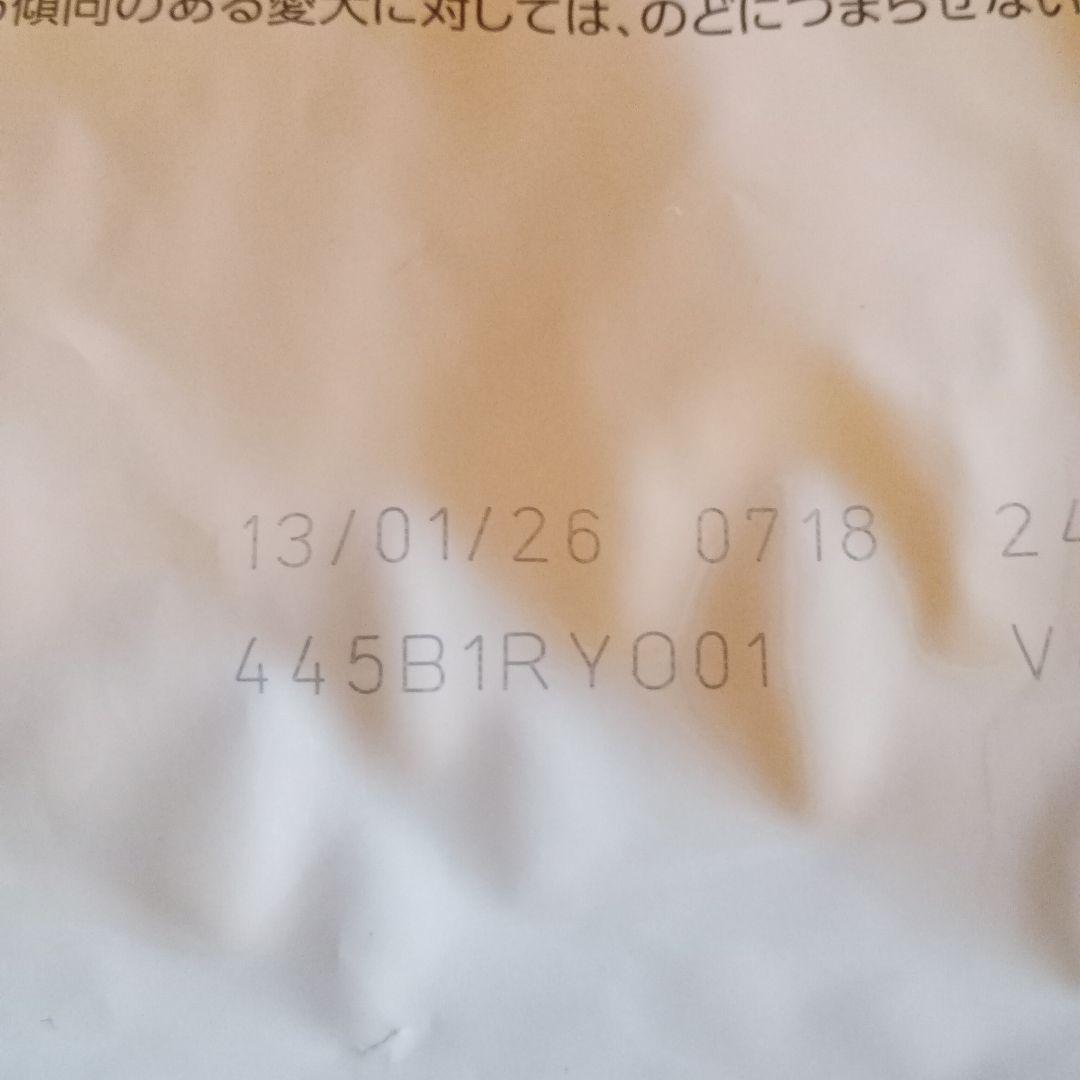 傾向のある愛犬に対しては、のどにつまらせない
13/01/26 0718 24
445B1RY001 V